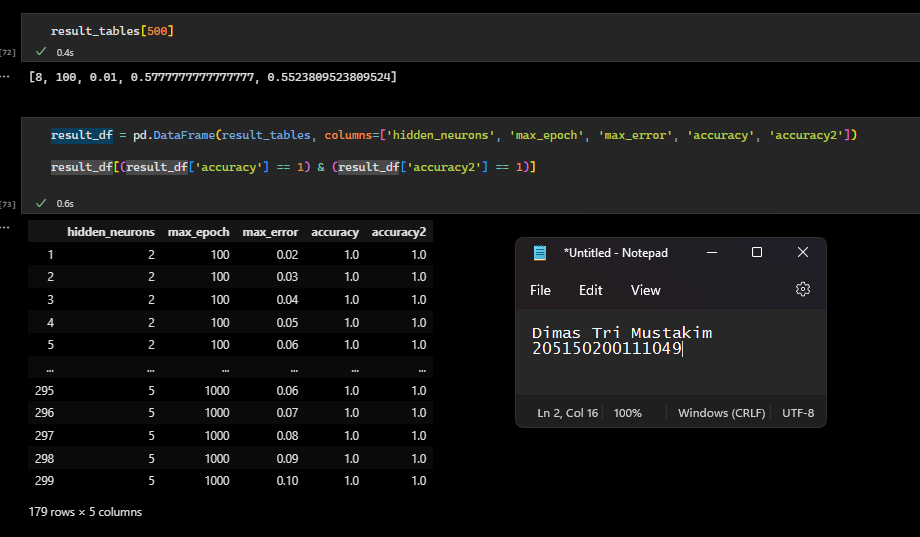 result_tables[500]
[72]
0.4s
[8, 100, 0.01, 0.5777777777777777, 0.5523809523809524]
result_df = pd.DataFrame(result_tables, columns=['hidden_neurons', 'max_epoch', 'max_error', 'accuracy', 'accuracy2'])
result_df[(result_df['accuracy'] == 1) & (result_df['accuracy2'] == 1)]
[73]
0.6s
hidden_neurons max_epoch max_error accuracy accuracy2
1 2 100 0.02 1.0 1.0
2 2 100 0.03 1.0 1.0
3 2 100 0.04 1.0 1.0
4 2 100 0.05 1.0 1.0
5 2 100 0.06 1.0 1.0
... ... ... ... ... ...
295 5 1000 0.06 1.0 1.0
296 5 1000 0.07 1.0 1.0
297 5 1000 0.08 1.0 1.0
298 5 1000 0.09 1.0 1.0
299 5 1000 0.10 1.0 1.0
179 rows × 5 columns
*Untitled - Notepad
File Edit View
Dimas Tri Mustakim
205150200111049
Ln 2, Col 16 100% Windows (CRLF) UTF-8